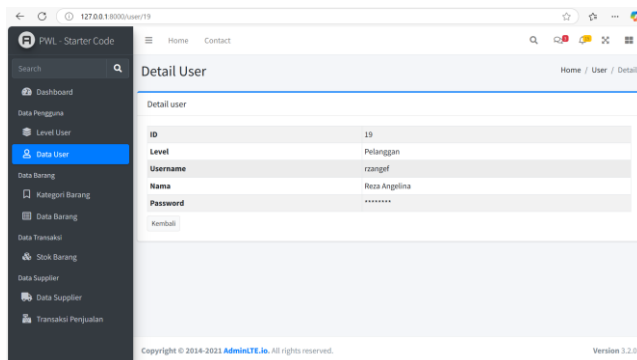 127.0.0.1:8000/user/19
PWL - Starter Code
Home Contact
Search
Detail User
Home / User / Detail
Dashboard
Detail user
Data Pengguna
Level User
ID 19
Level Pelanggan
Data User
Username rzangef
Data Barang
Nama Reza Angelina
Kategori Barang
Password ********
Data Barang
Kembali
Data Transaksi
Stok Barang
Data Supplier
Data Supplier
Transaksi Penjualan
Copyright © 2014-2021 AdminLTE.io. All rights reserved.
Version 3.2.0